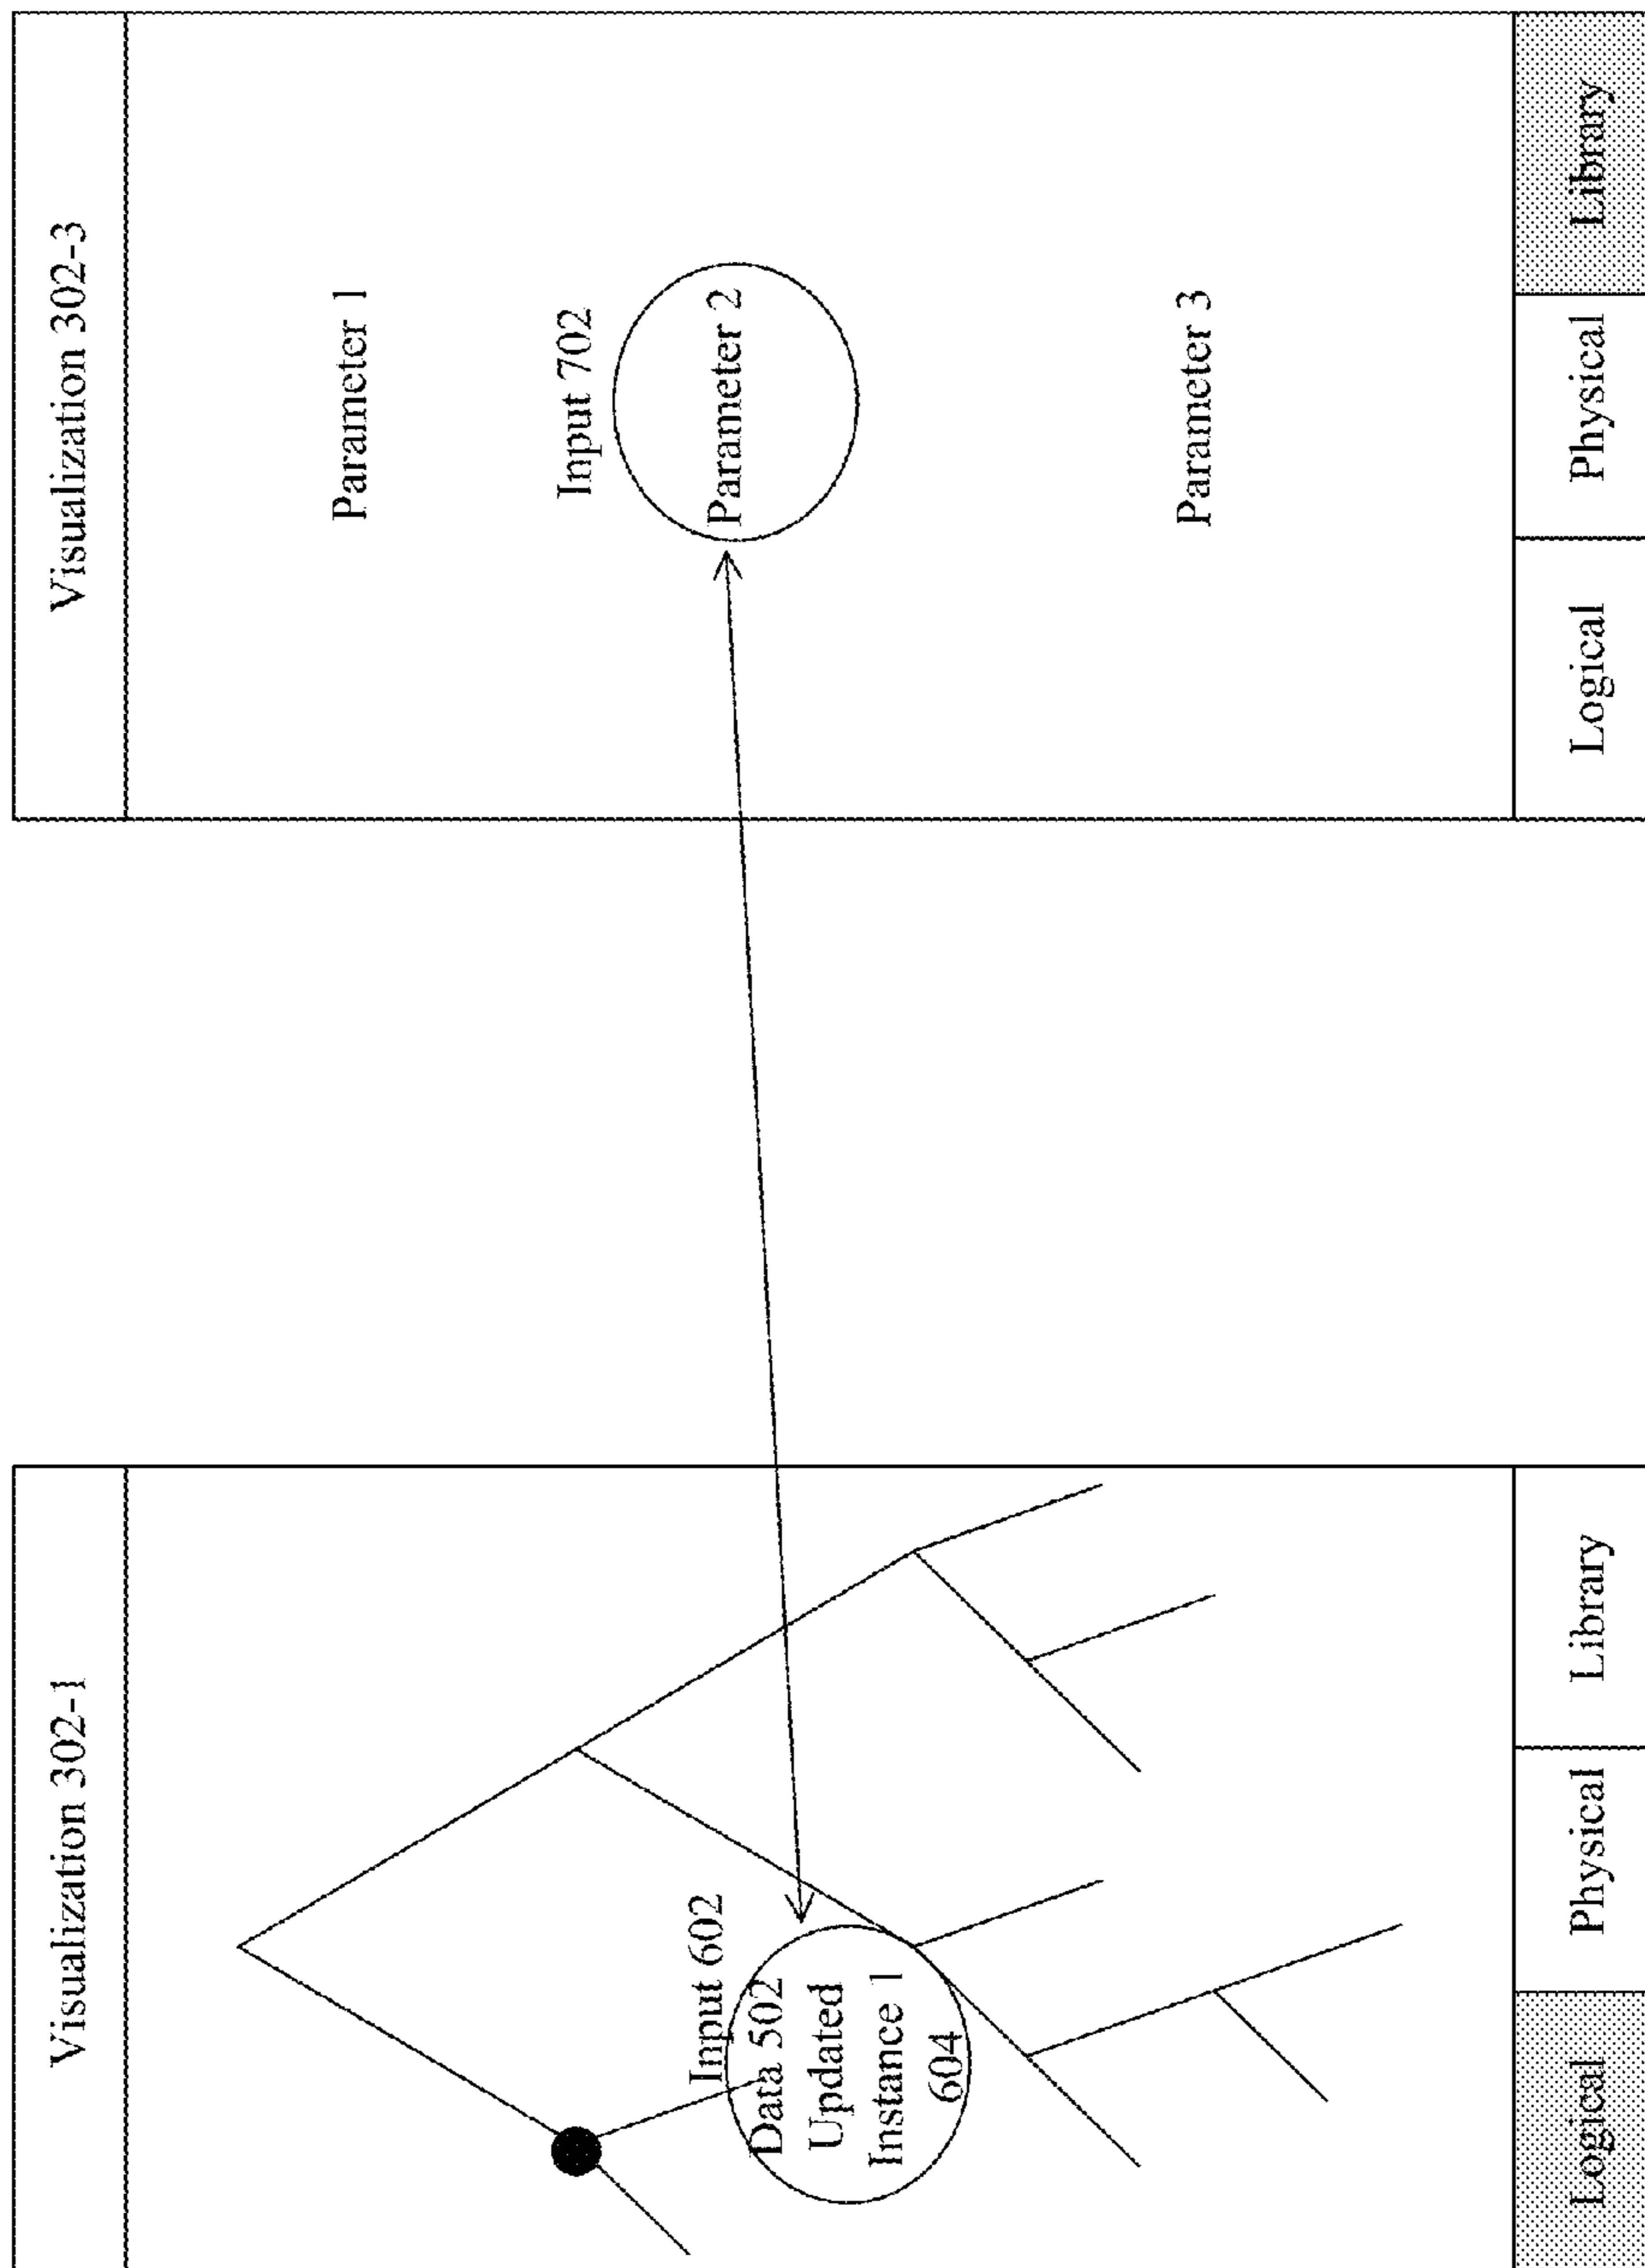 Visualization 302-1
Input 602
Data 502
Updated
Instance 1
604
Logical
Physical
Library
Visualization 302-3
Parameter 1
Input 702
Parameter 2
Parameter 3
Logical
Physical
Library